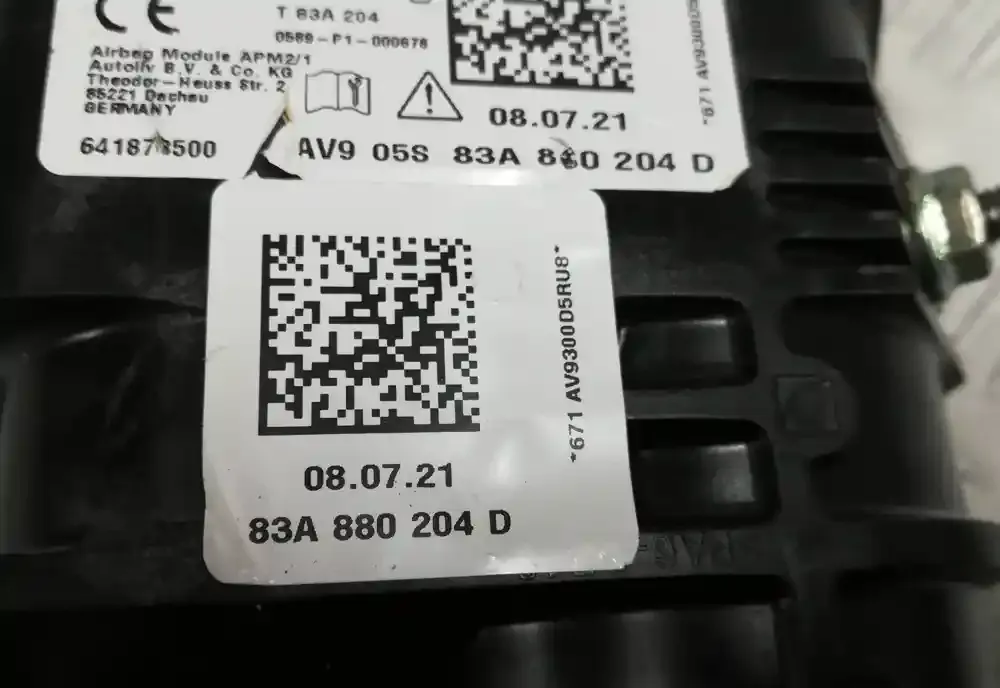 CE
T 83A 204
0589-P1-000678
Airbag Module APM2/1
Autoliv B.V. & Co. KG
Theodor-Heuss Str. 2
85221 Dachau
GERMANY
08.07.21
AV9 05S 83A 880 204 D
*671 AV9300D5RU8*
08.07.21
83A 880 204 D